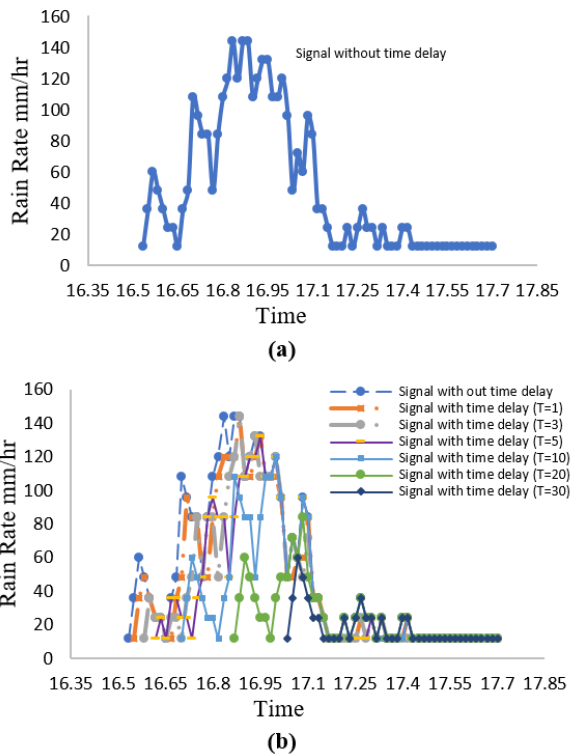 160
140
120
100
80
60
40
20
0
Rain Rate mm/hr
Signal without time delay
16.35 16.5 16.65 16.8 16.95 17.1 17.25 17.4 17.55 17.7 17.85
Time
(a)
160
140
120
100
80
60
40
20
0
Rain Rate mm/hr
Signal with out time delay
Signal with time delay (T=1)
Signal with time delay (T=3)
Signal with time delay (T=5)
Signal with time delay (T=10)
Signal with time delay (T=20)
Signal with time delay (T=30)
16.35 16.5 16.65 16.8 16.95 17.1 17.25 17.4 17.55 17.7 17.85
Time
(b)